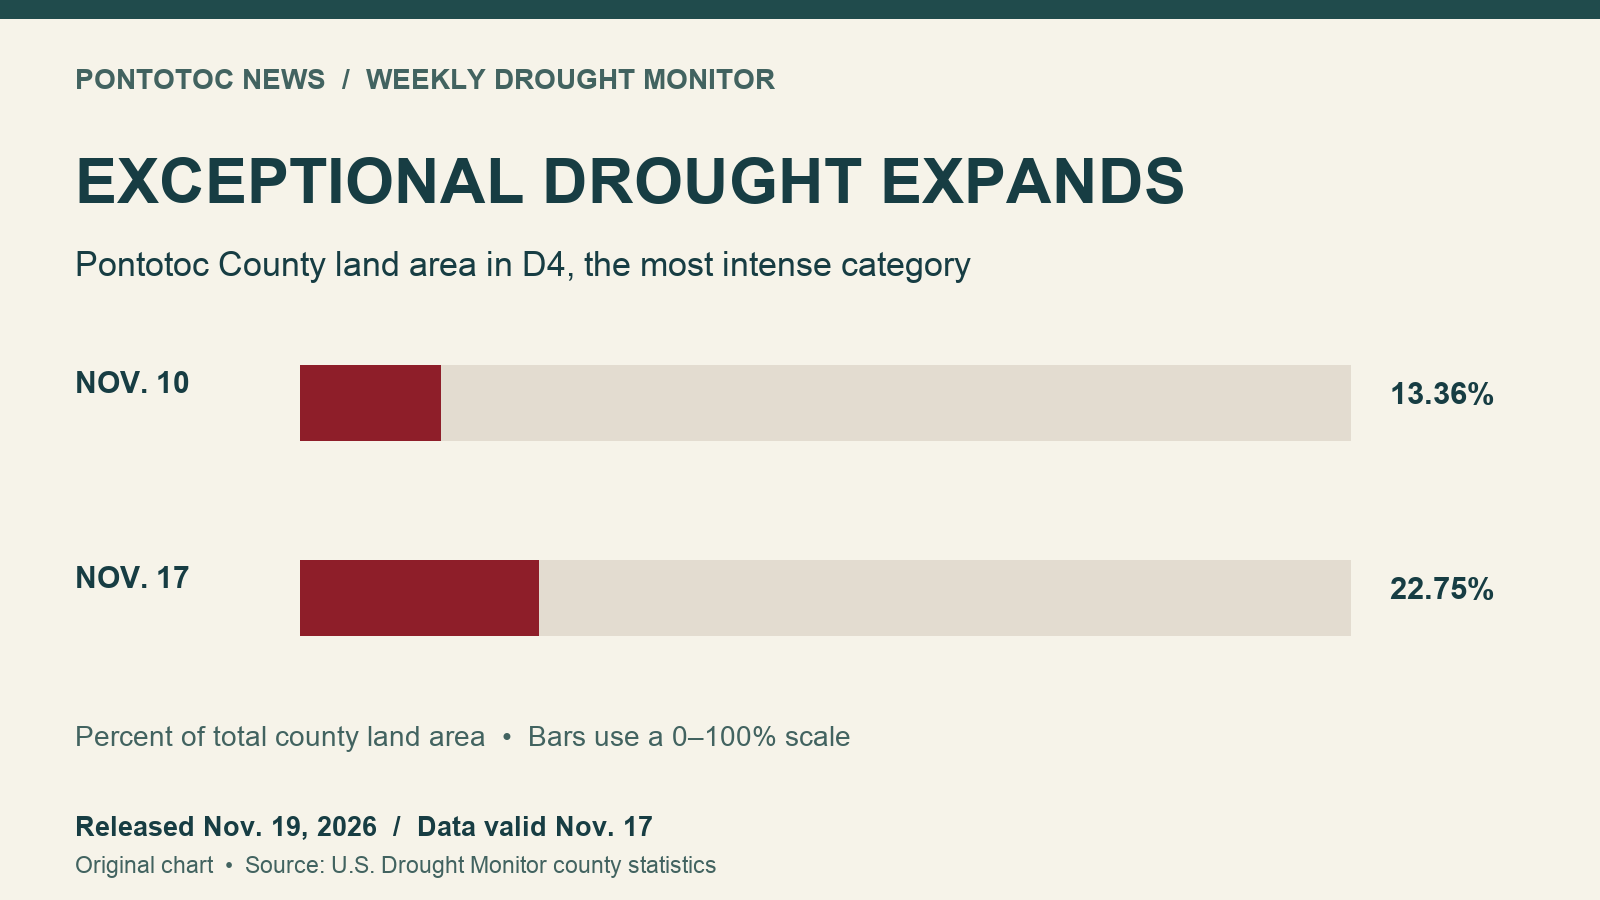 PONTOTOC NEWS / WEEKLY DROUGHT MONITOR
EXCEPTIONAL DROUGHT EXPANDS
Pontotoc County land area in D4, the most intense category
NOV. 10
13.36%
NOV. 17
22.75%
Percent of total county land area • Bars use a 0–100% scale
Released Nov. 19, 2026 / Data valid Nov. 17
Original chart • Source: U.S. Drought Monitor county statistics